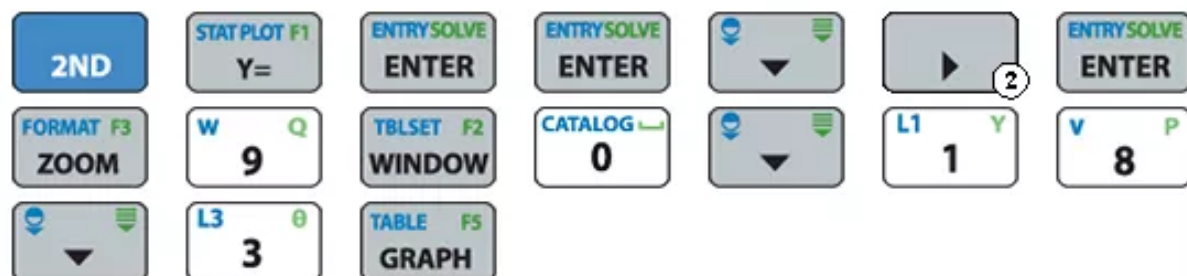 2ND STAT PLOT F1 Y= ENTRY SOLVE ENTER ENTRY SOLVE ENTER 2 ENTRY SOLVE ENTER
FORMAT F3 ZOOM W Q 9 TBLSET F2 WINDOW CATALOG 0 L1 Y 1 V P 8
L3 θ 3 TABLE F5 GRAPH